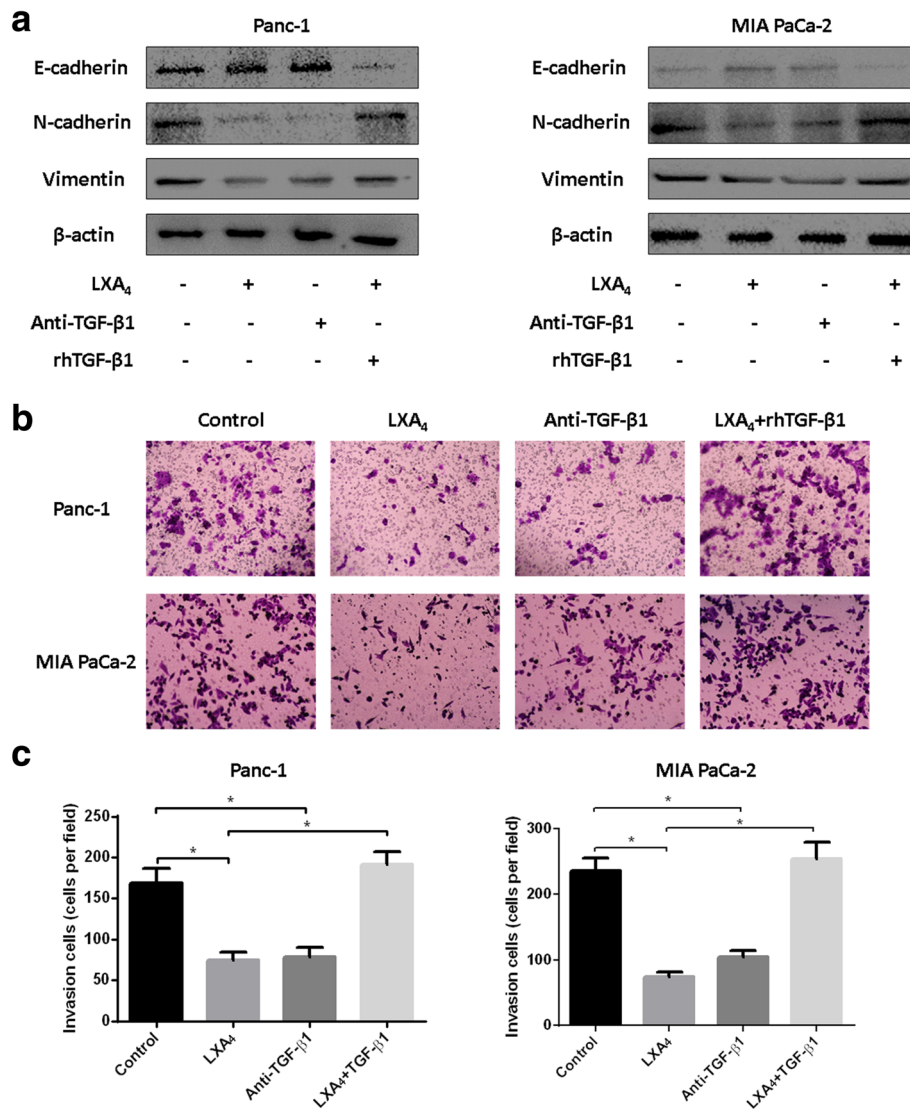 a
Panc-1
MIA PaCa-2
E-cadherin
E-cadherin
N-cadherin
N-cadherin
Vimentin
Vimentin
β-actin
β-actin
LXA₄ - + - +
LXA₄ - + - +
Anti-TGF-β1 - - + -
Anti-TGF-β1 - - + -
rhTGF-β1 - - - +
rhTGF-β1 - - - +
b
Control LXA₄ Anti-TGF-β1 LXA₄+rhTGF-β1
Panc-1
MIA PaCa-2
c
Panc-1
Invasion cells (cells per field)
250
200
150
100
50
0
*
*
*
Control
LXA₄
Anti-TGF-β1
LXA₄+TGF-β1
MIA PaCa-2
Invasion cells (cells per field)
300
200
100
0
*
*
*
Control
LXA₄
Anti-TGF-β1
LXA₄+TGF-β1